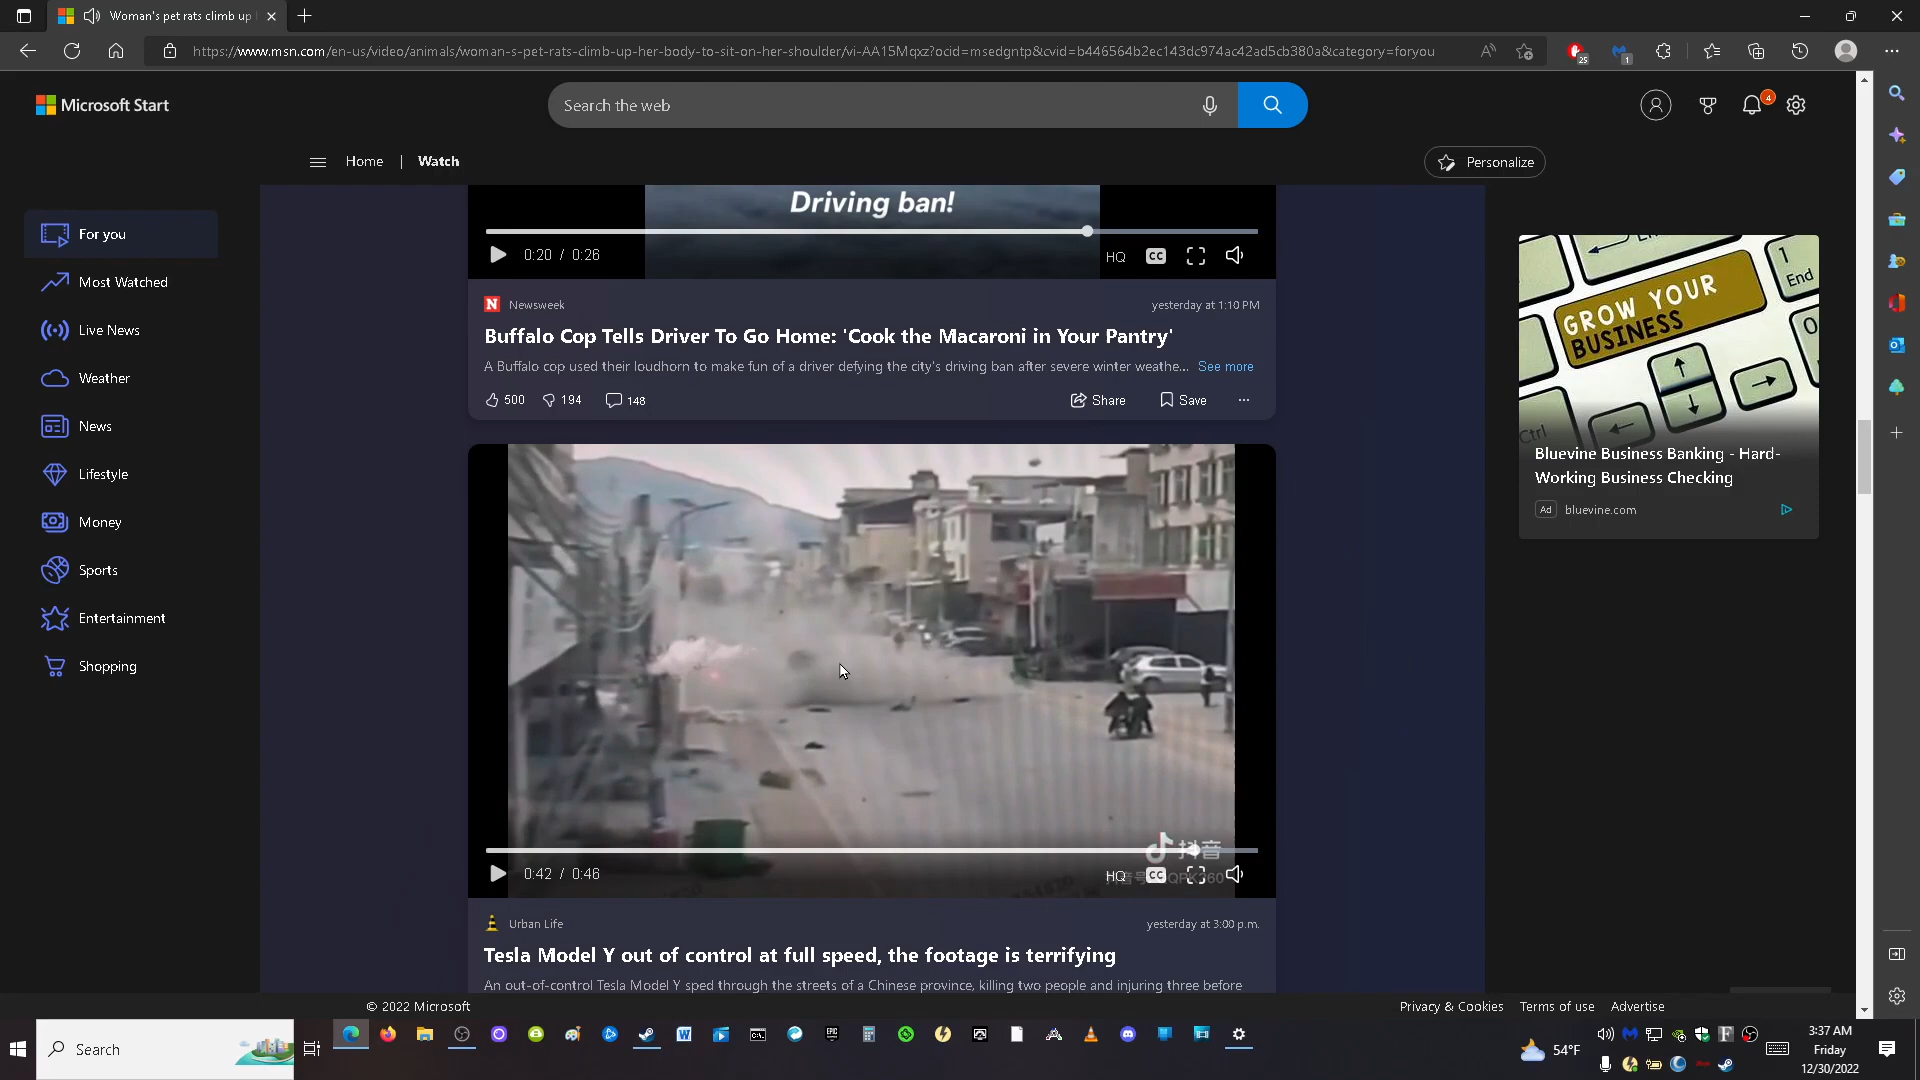 Woman's pet rats climb up
https://www.msn.com/en-us/video/animals/woman-s-pet-rats-climb-up-her-body-to-sit-on-her-shoulder/vi-AA15Mqxz?ocid=msedgntp&cvid=b446564b2ec143dc974ac42ad5cb380a&category=foryou
25
1
Microsoft Start
Search the web
4
Home | Watch
Personalize
For you
Most Watched
Live News
Weather
News
Lifestyle
Money
Sports
Entertainment
Shopping
Driving ban!
0:20 / 0:26
HQ
CC
N Newsweek
yesterday at 1:10 PM
Buffalo Cop Tells Driver To Go Home: 'Cook the Macaroni in Your Pantry'
A Buffalo cop used their loudhorn to make fun of a driver defying the city's driving ban after severe winter weathe... See more
500
194
148
Share
Save
抖音
0:42 / 0:46
HQ
CC
Urban Life
yesterday at 3:00 p.m.
Tesla Model Y out of control at full speed, the footage is terrifying
An out-of-control Tesla Model Y sped through the streets of a Chinese province, killing two people and injuring three before
GROW YOUR
BUSINESS
1
End
Ctrl
Bluevine Business Banking - Hard-
Working Business Checking
Ad bluevine.com
© 2022 Microsoft
Privacy & Cookies
Terms of use
Advertise
Search
54°F
3:37 AM
Friday
12/30/2022